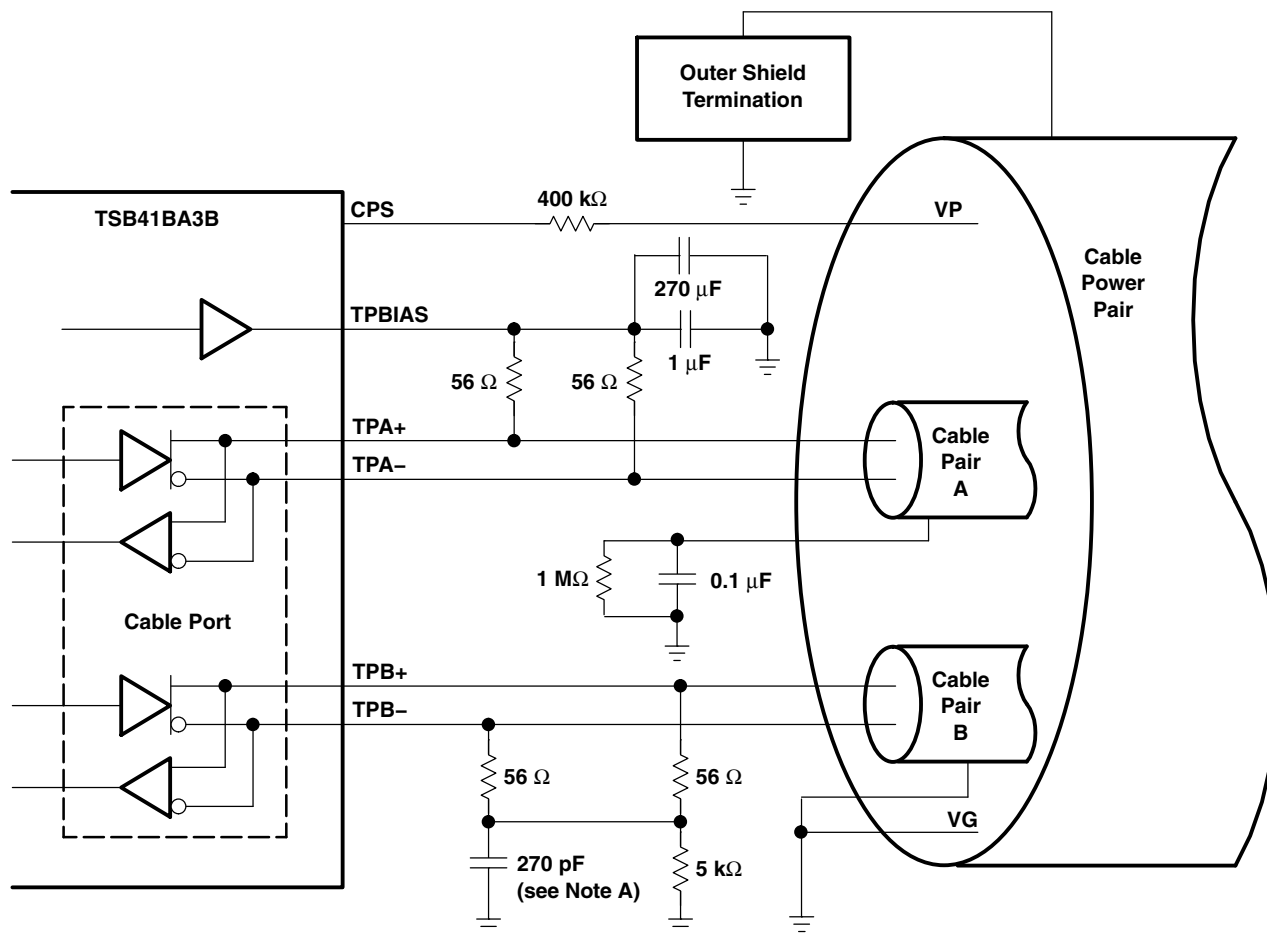 Outer Shield
Termination
TSB41BA3B
CPS
400 kΩ
VP
Cable
Power
Pair
270 μF
TPBIAS
1 μF
56 Ω
56 Ω
TPA+
TPA−
Cable
Pair
A
1 MΩ
0.1 μF
Cable Port
TPB+
TPB−
Cable
Pair
B
56 Ω
56 Ω
VG
270 pF
(see Note A)
5 kΩ